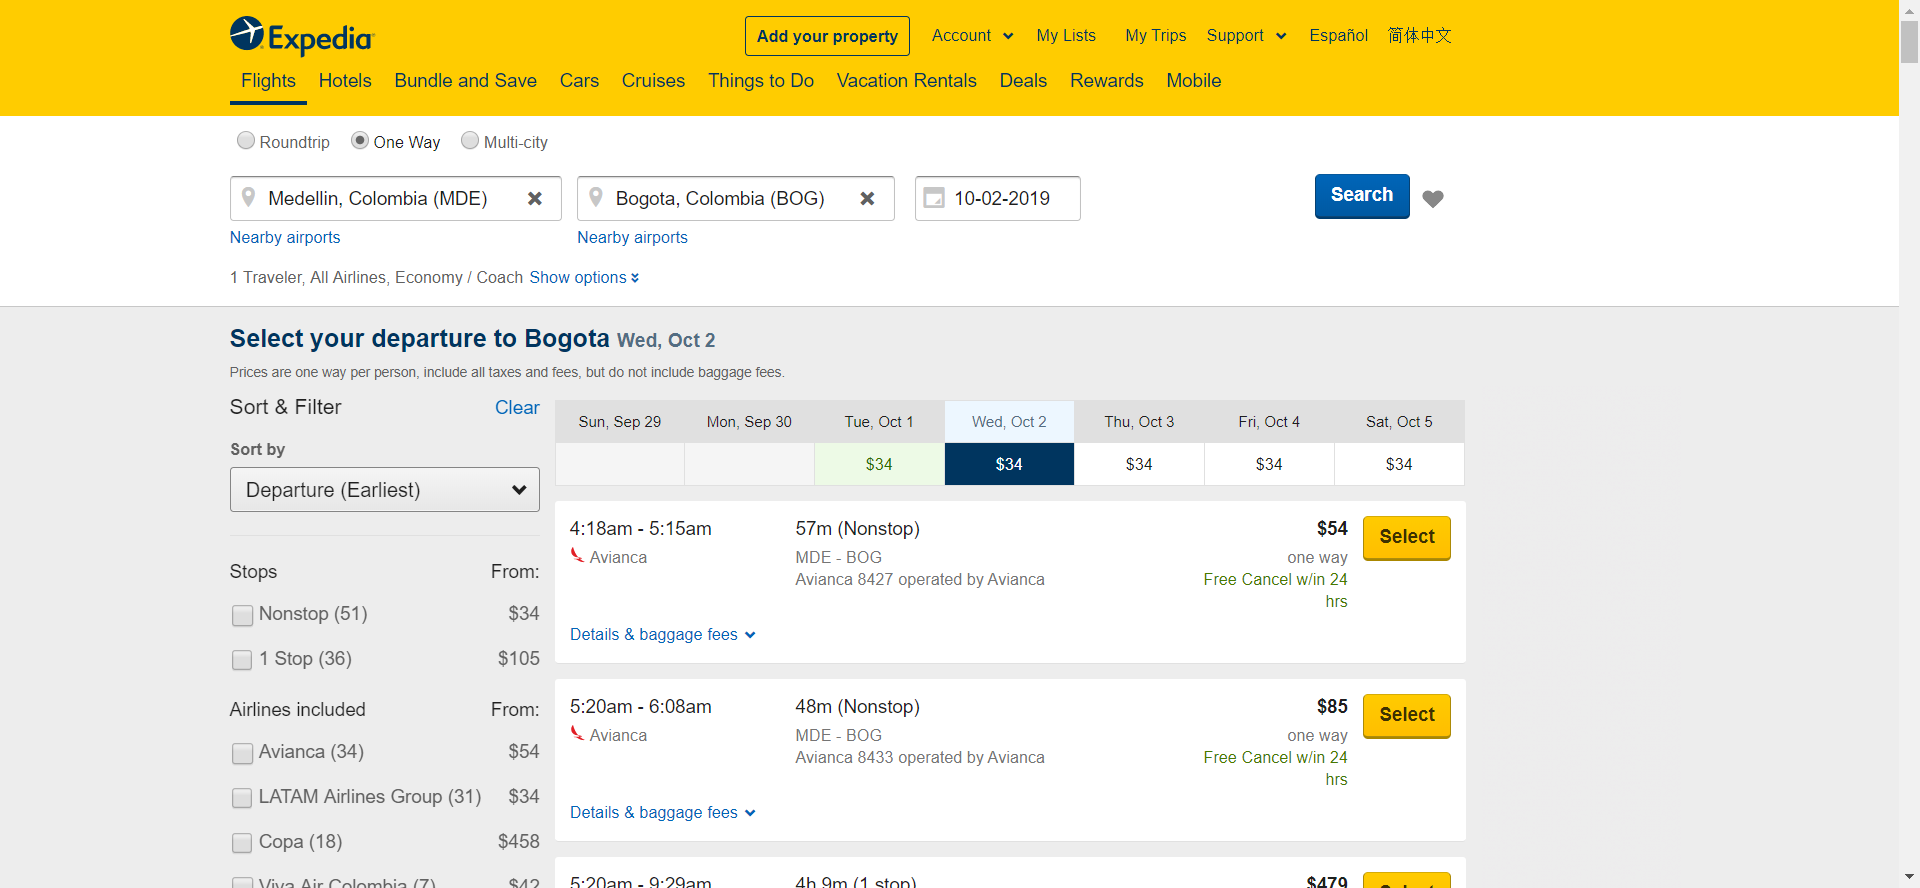 Expedia
Add your property
Account
My Lists
My Trips
Support
Español
简体中文
Flights
Hotels
Bundle and Save
Cars
Cruises
Things to Do
Vacation Rentals
Deals
Rewards
Mobile
Roundtrip
One Way
Multi-city
Medellin, Colombia (MDE)
Bogota, Colombia (BOG)
10-02-2019
Search
Nearby airports
Nearby airports
1 Traveler, All Airlines, Economy / Coach Show options
Select your departure to Bogota Wed, Oct 2
Prices are one way per person, include all taxes and fees, but do not include baggage fees.
Sort & Filter
Clear
Sort by
Departure (Earliest)
Stops From:
Nonstop (51) $34
1 Stop (36) $105
Airlines included From:
Avianca (34) $54
LATAM Airlines Group (31) $34
Copa (18) $458
Viva Air Colombia (7) $42
Sun, Sep 29
Mon, Sep 30
Tue, Oct 1
Wed, Oct 2
Thu, Oct 3
Fri, Oct 4
Sat, Oct 5
$34
$34
$34
$34
$34
4:18am - 5:15am
Avianca
57m (Nonstop)
MDE - BOG
Avianca 8427 operated by Avianca
$54
one way
Free Cancel w/in 24
hrs
Select
Details & baggage fees
5:20am - 6:08am
Avianca
48m (Nonstop)
MDE - BOG
Avianca 8433 operated by Avianca
$85
one way
Free Cancel w/in 24
hrs
Select
Details & baggage fees
5:20am - 9:29am
4h 9m (1 stop)
$479
Select